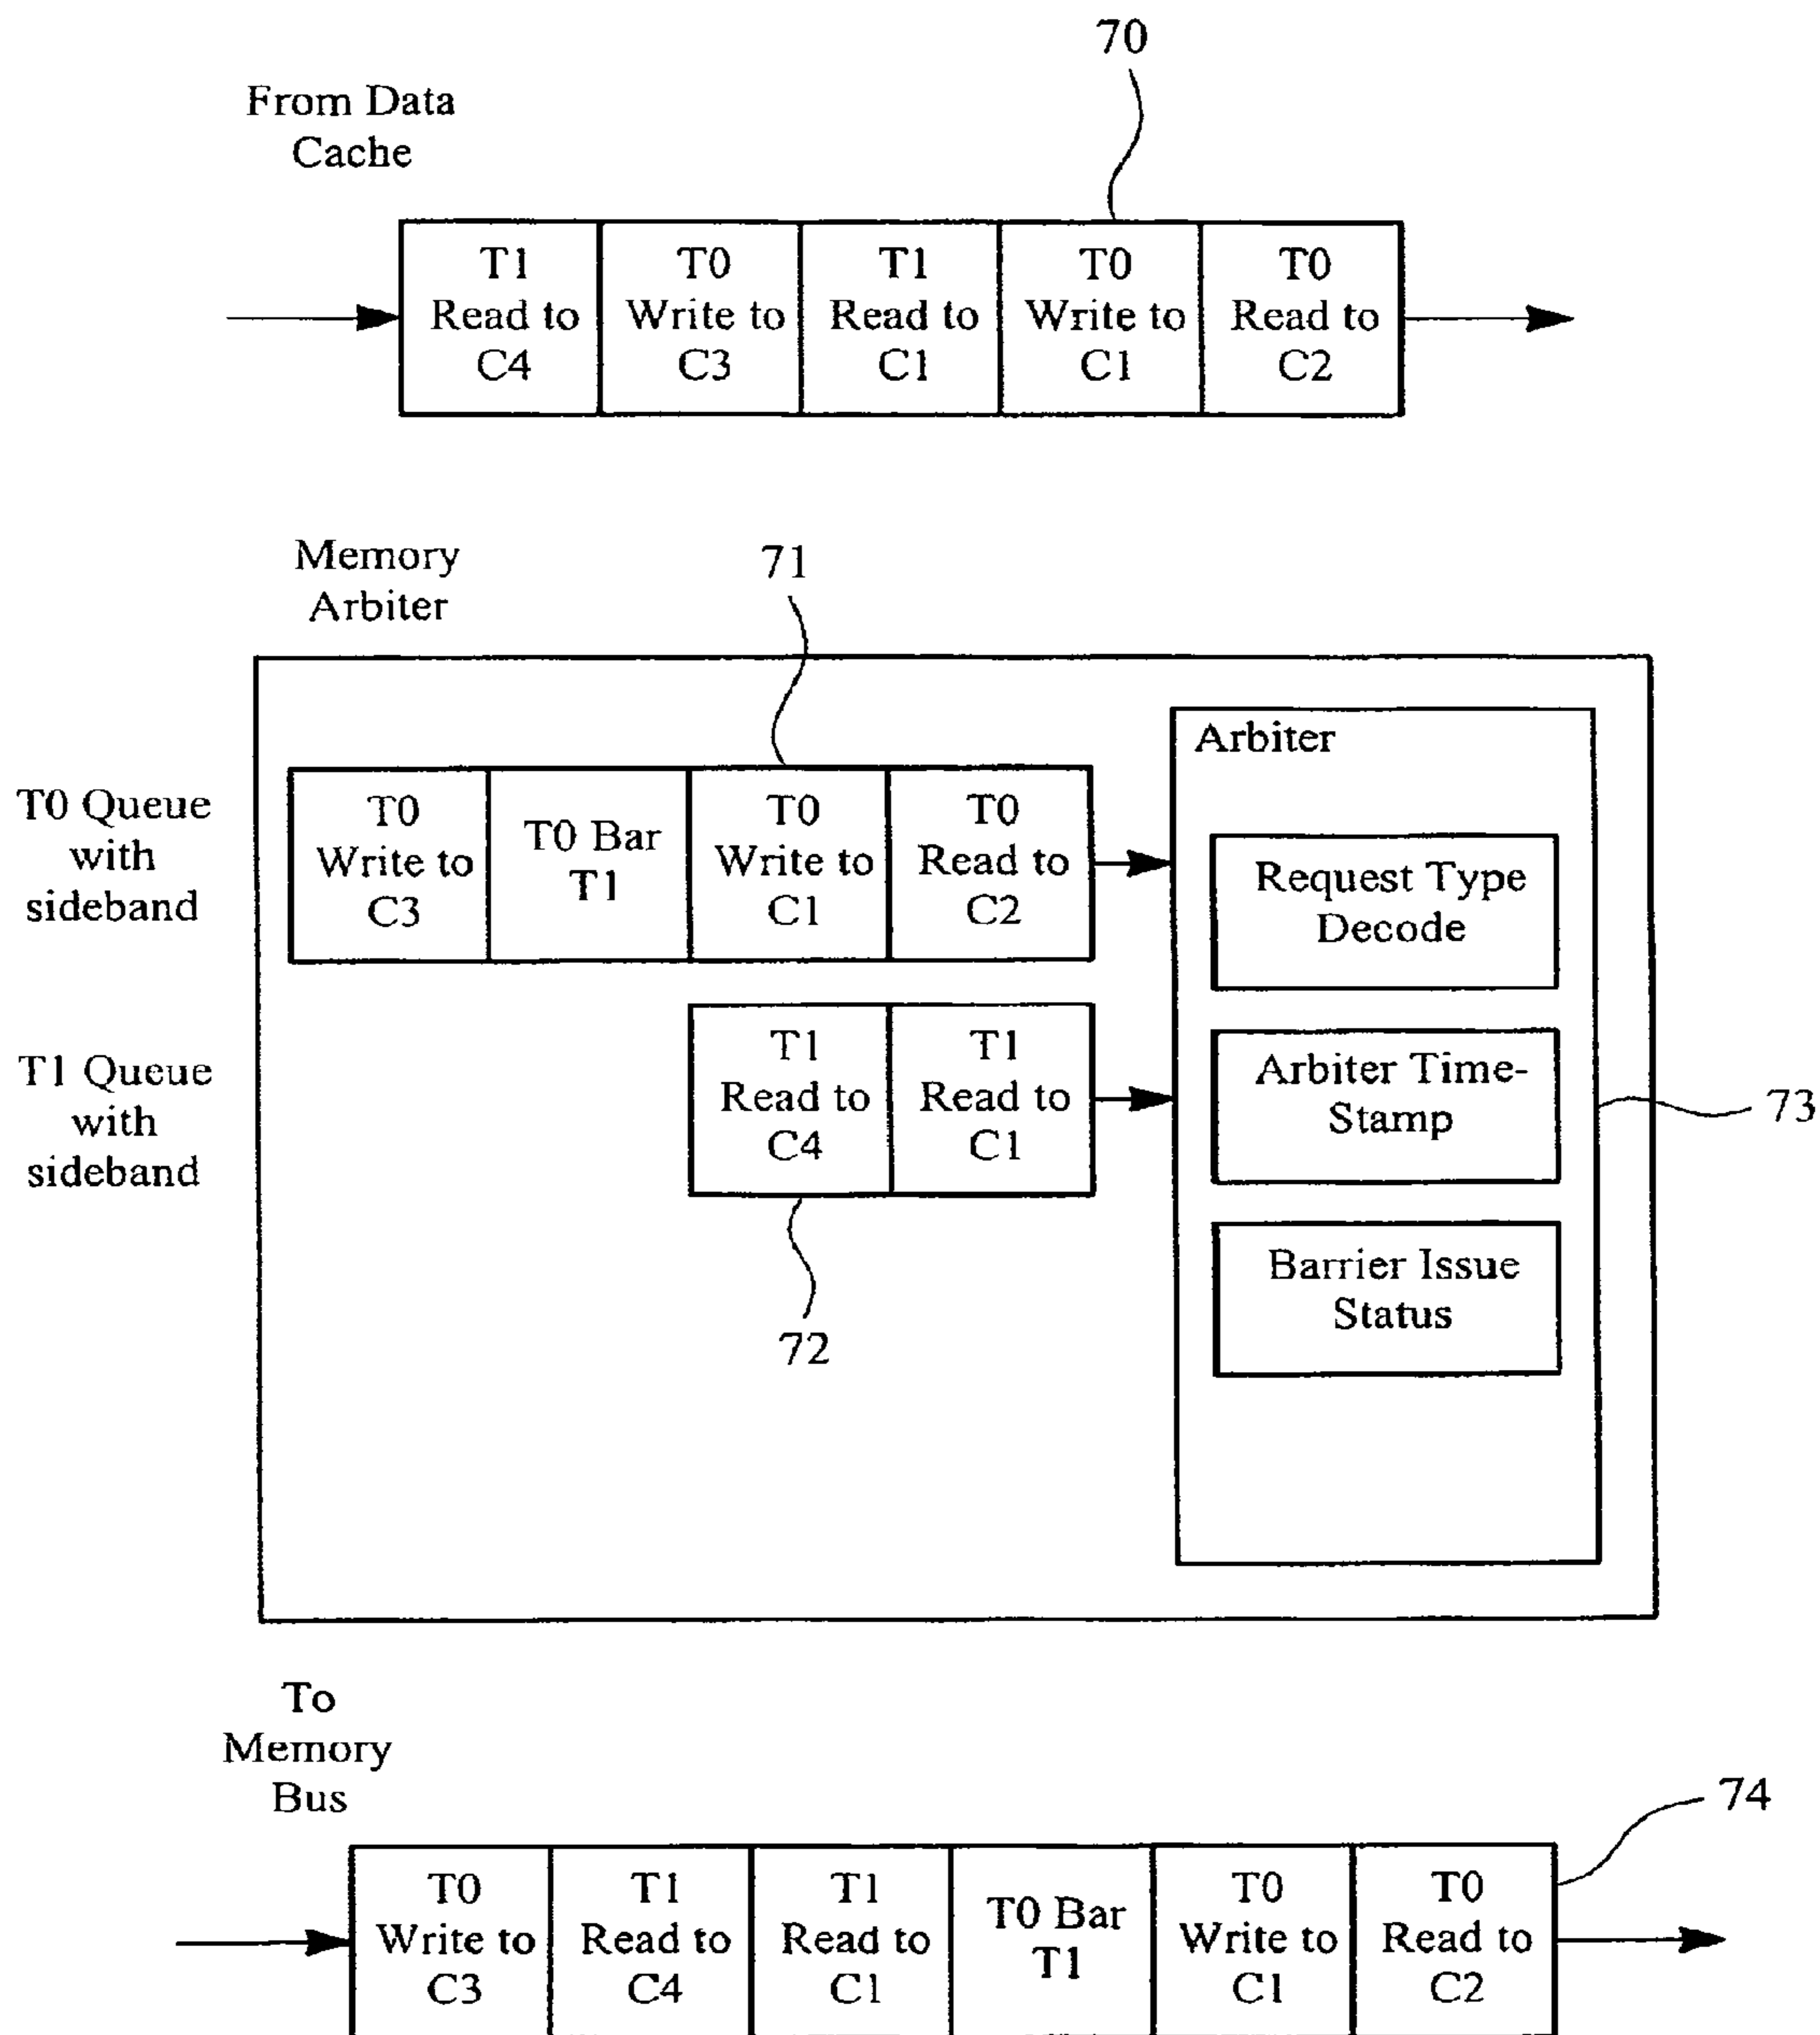 70
From Data
Cache
T1
Read to
C4
T0
Write to
C3
T1
Read to
C1
T0
Write to
C1
T0
Read to
C2
Memory
Arbiter
71
T0 Queue
with
sideband
T0
Write to
C3
T0 Bar
T1
T0
Write to
C1
T0
Read to
C2
Arbiter
Request Type
Decode
Arbiter Time-
Stamp
Barrier Issue
Status
73
T1 Queue
with
sideband
T1
Read to
C4
T1
Read to
C1
72
To
Memory
Bus
74
T0
Write to
C3
T1
Read to
C4
T1
Read to
C1
T0 Bar
T1
T0
Write to
C1
T0
Read to
C2